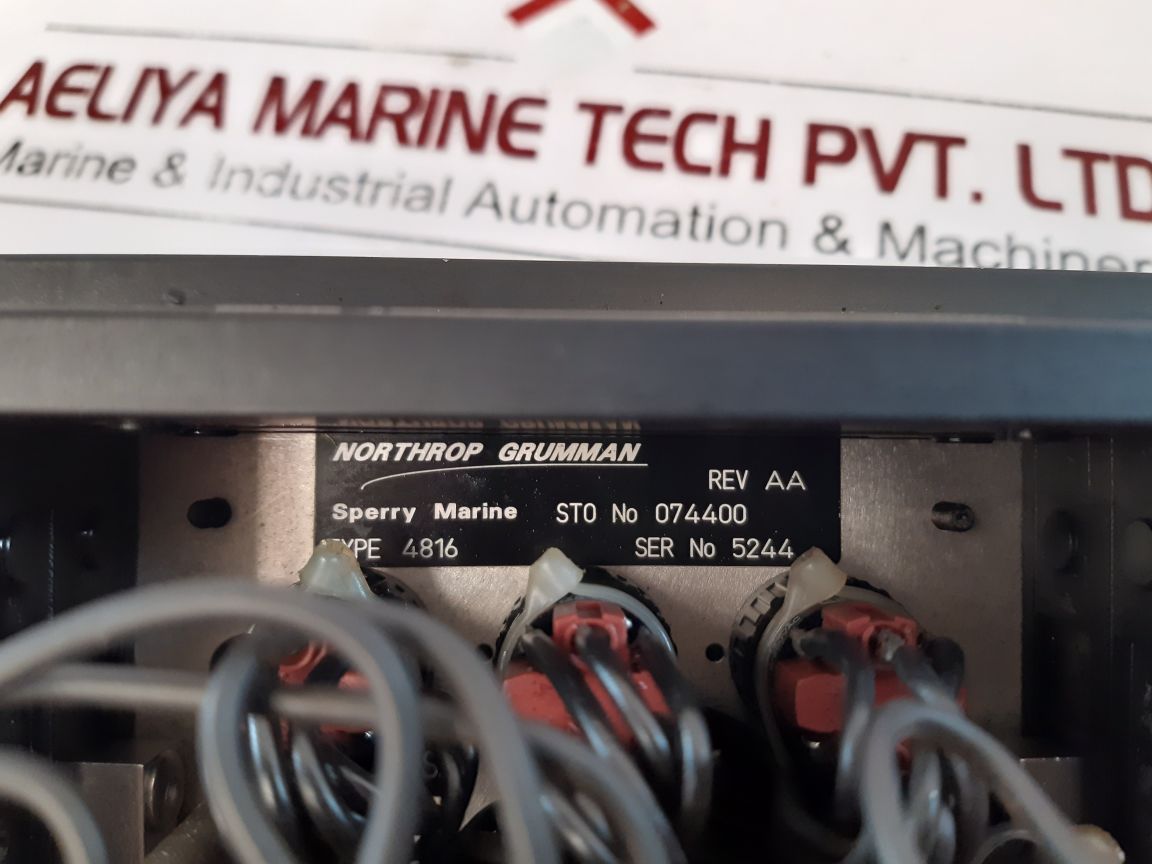 AELIYA MARINE TECH PVT. LTD
Marine & Industrial Automation & Machiner
NORTHROP GRUMMAN
REV AA
Sperry Marine STO No 074400
TYPE 4816 SER No 5244